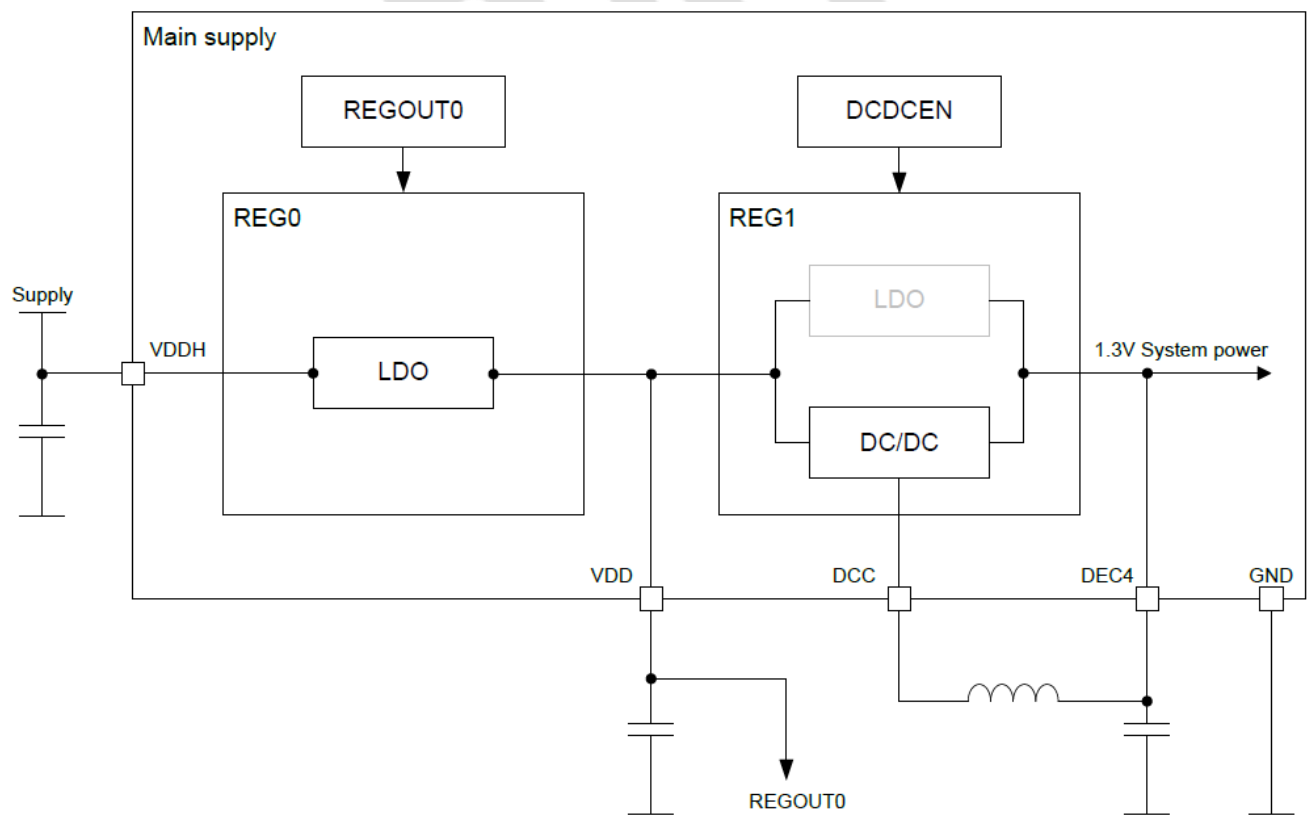 Main supply
REGOUT0
DCDCEN
REG0
REG1
LDO
Supply
VDDH
LDO
1.3V System power
DC/DC
VDD
DCC
DEC4
GND
REGOUT0